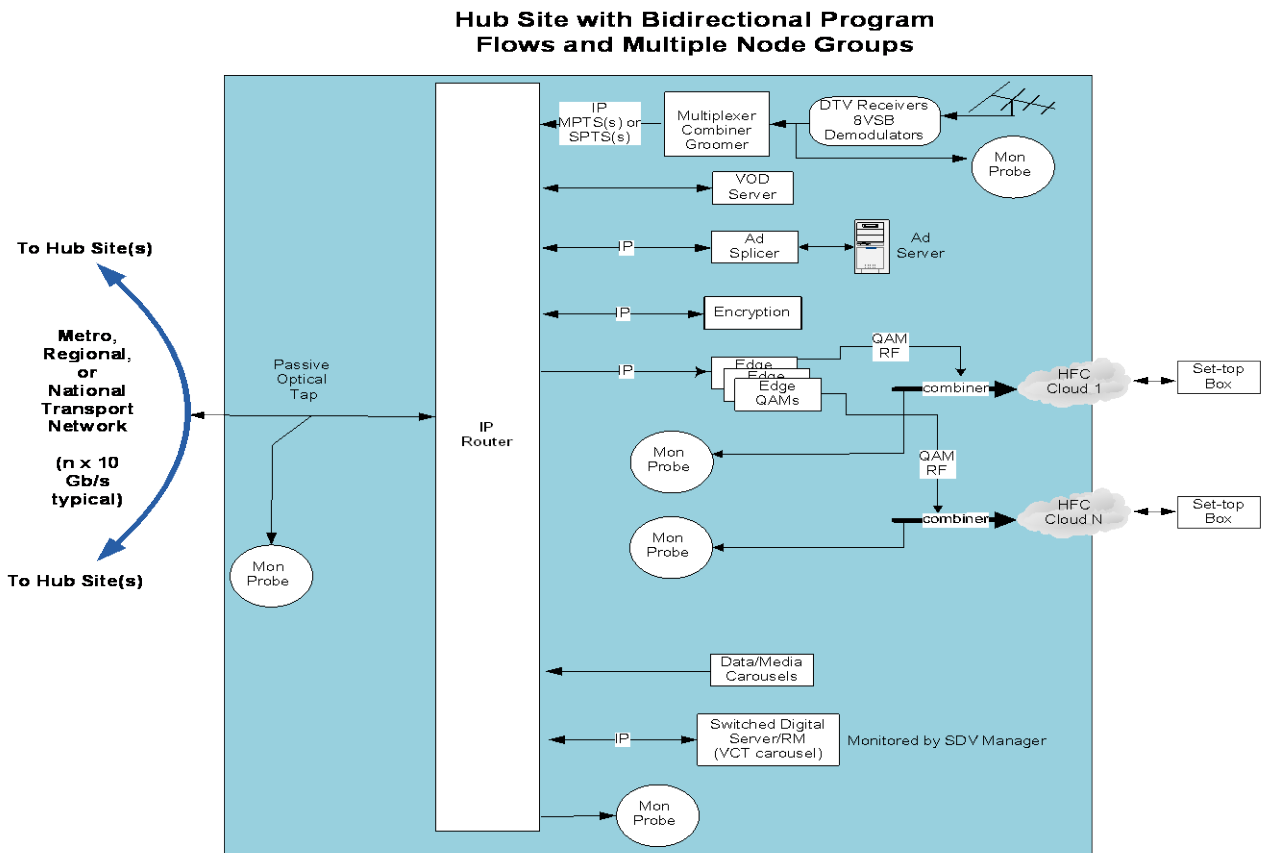 Hub Site with Bidirectional Program
Flows and Multiple Node Groups
IP
MPTS(s) or
SPTS(s)
Multiplexer
Combiner
Groomer
DTV Receivers
8VSB
Demodulators
Mon
Probe
VOD
Server
IP
Ad
Splicer
Ad
Server
IP
Encryption
IP
Edge
Edge
Edge
QAMs
QAM
RF
combiner
HFC
Cloud 1
Set-top
Box
Mon
Probe
QAM
RF
combiner
HFC
Cloud N
Set-top
Box
Mon
Probe
To Hub Site(s)
Metro,
Regional,
or
National
Transport
Network
(n x 10
Gb/s
typical)
To Hub Site(s)
Passive
Optical
Tap
Mon
Probe
IP
Router
Data/Media
Carousels
IP
Switched Digital
Server/RM
(VCT carousel)
Monitored by SDV Manager
Mon
Probe